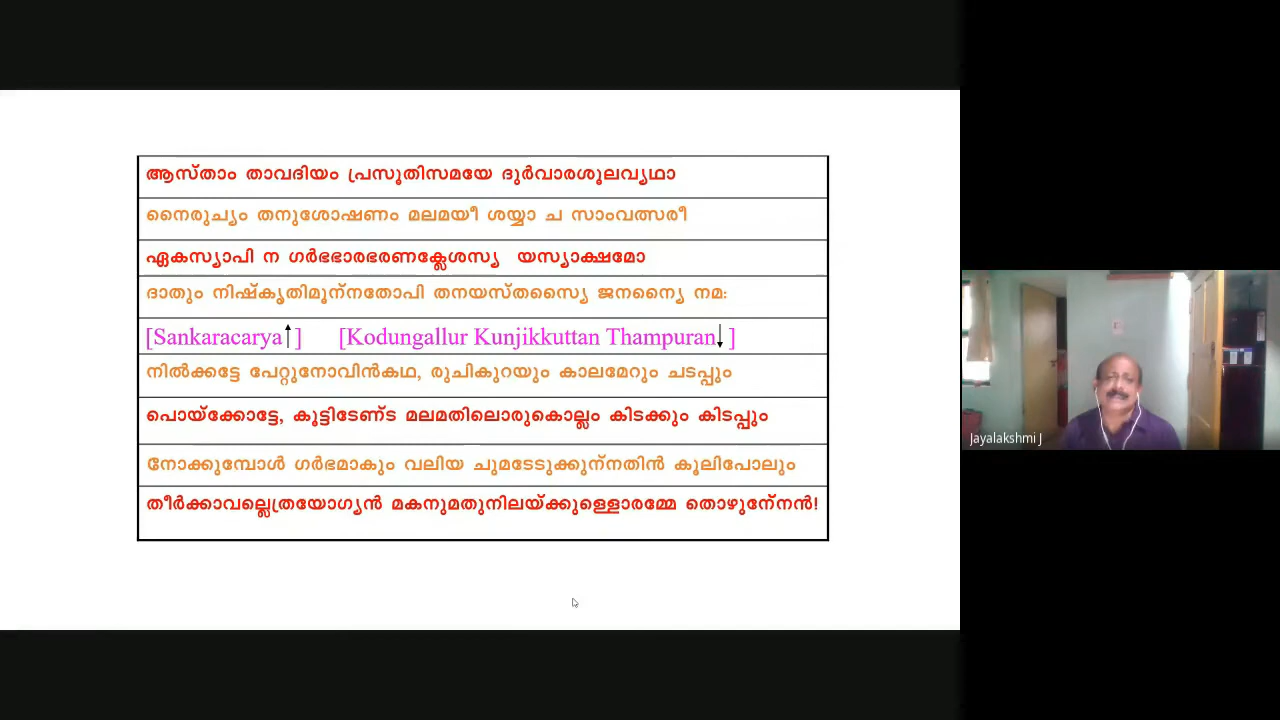 ആസ്താം താവദിയം പ്രസൂതിസമയേ ദുർവാരശൂലവ്യഥാ
നൈരുച്യം തനുശോഷണം മലമയീ ശയ്യാ ച സാംവത്സരീ
ഏകസ്യാപി ന ഗർഭഭാരഭരണക്ലേശസ്യ യസ്യാക്ഷമോ
ദാതും നിഷ്കൃതിമൂന്നതോപി തനയസ്തസ്യൈ ജനന്യൈ നമ:
[Sankaracarya↑] [Kodungallur Kunjikkuttan Thampuran↓]
നിൽക്കട്ടേ പേറ്റുനോവിൻകഥ, രുചികുറയും കാലമേറും ചടപ്പും
പൊയ്ക്കോട്ടേ, കൂട്ടിടേണ്ട മലമതിലൊരുകൊല്ലം കിടക്കും കിടപ്പും
നോക്കുമ്പോൾ ഗർഭമാകും വലിയ ചുമടേടുക്കുന്നതിൻ കൂലിപോലും
തീർക്കാവല്ലെത്രയോഗ്യൻ മകനുമതുനിലയ്ക്കുള്ളൊരമ്മേ തൊഴുന്നേൻ!
Jayalakshmi J